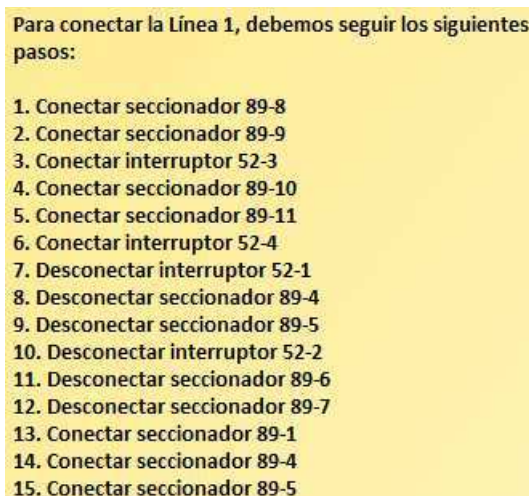 Para conectar la Línea 1, debemos seguir los siguientes
pasos:
1. Conectar seccionador 89-8
2. Conectar seccionador 89-9
3. Conectar interruptor 52-3
4. Conectar seccionador 89-10
5. Conectar seccionador 89-11
6. Conectar interruptor 52-4
7. Desconectar interruptor 52-1
8. Desconectar seccionador 89-4
9. Desconectar seccionador 89-5
10. Desconectar interruptor 52-2
11. Desconectar seccionador 89-6
12. Desconectar seccionador 89-7
13. Conectar seccionador 89-1
14. Conectar seccionador 89-4
15. Conectar seccionador 89-5